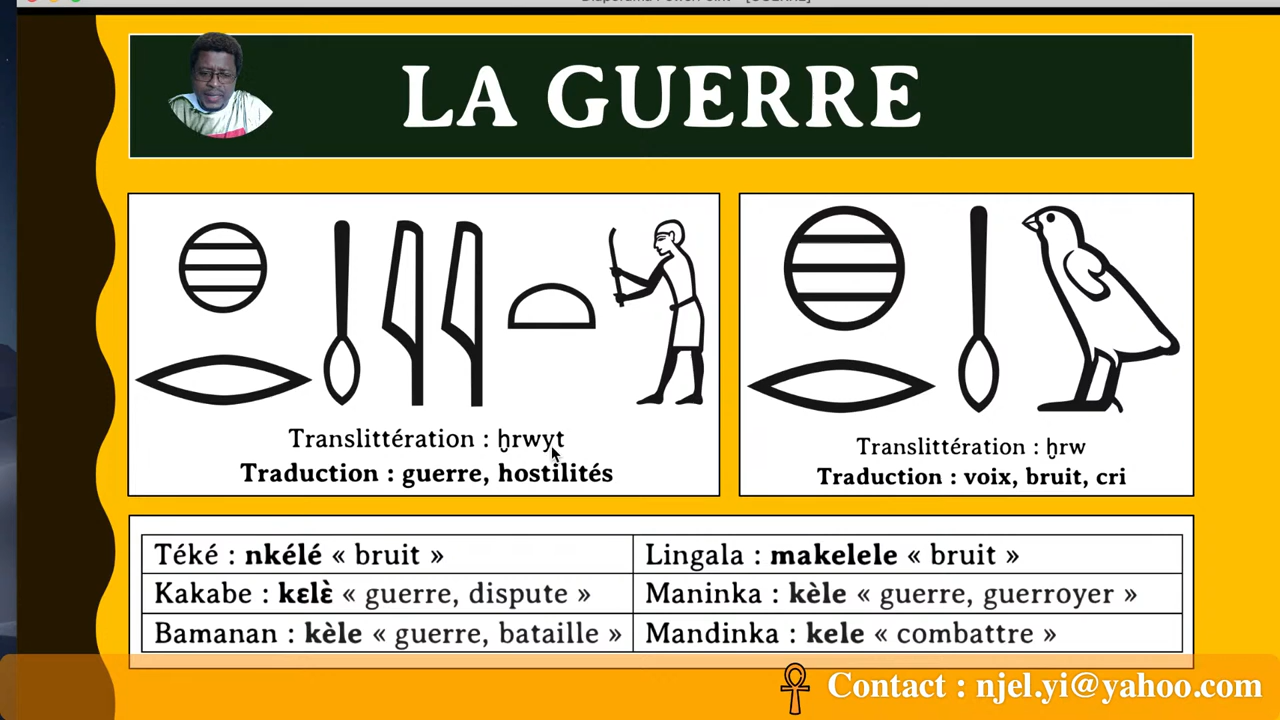 LA GUERRE
Translittération : ḫrwyt
Traduction : guerre, hostilités
Translittération : ḫrw
Traduction : voix, bruit, cri
Téké : nkélé « bruit »
Lingala : makelele « bruit »
Kakabe : kɛlɛ̀ « guerre, dispute »
Maninka : kèle « guerre, guerroyer »
Bamanan : kèle « guerre, bataille »
Mandinka : kele « combattre »
Contact : njel.yi@yahoo.com